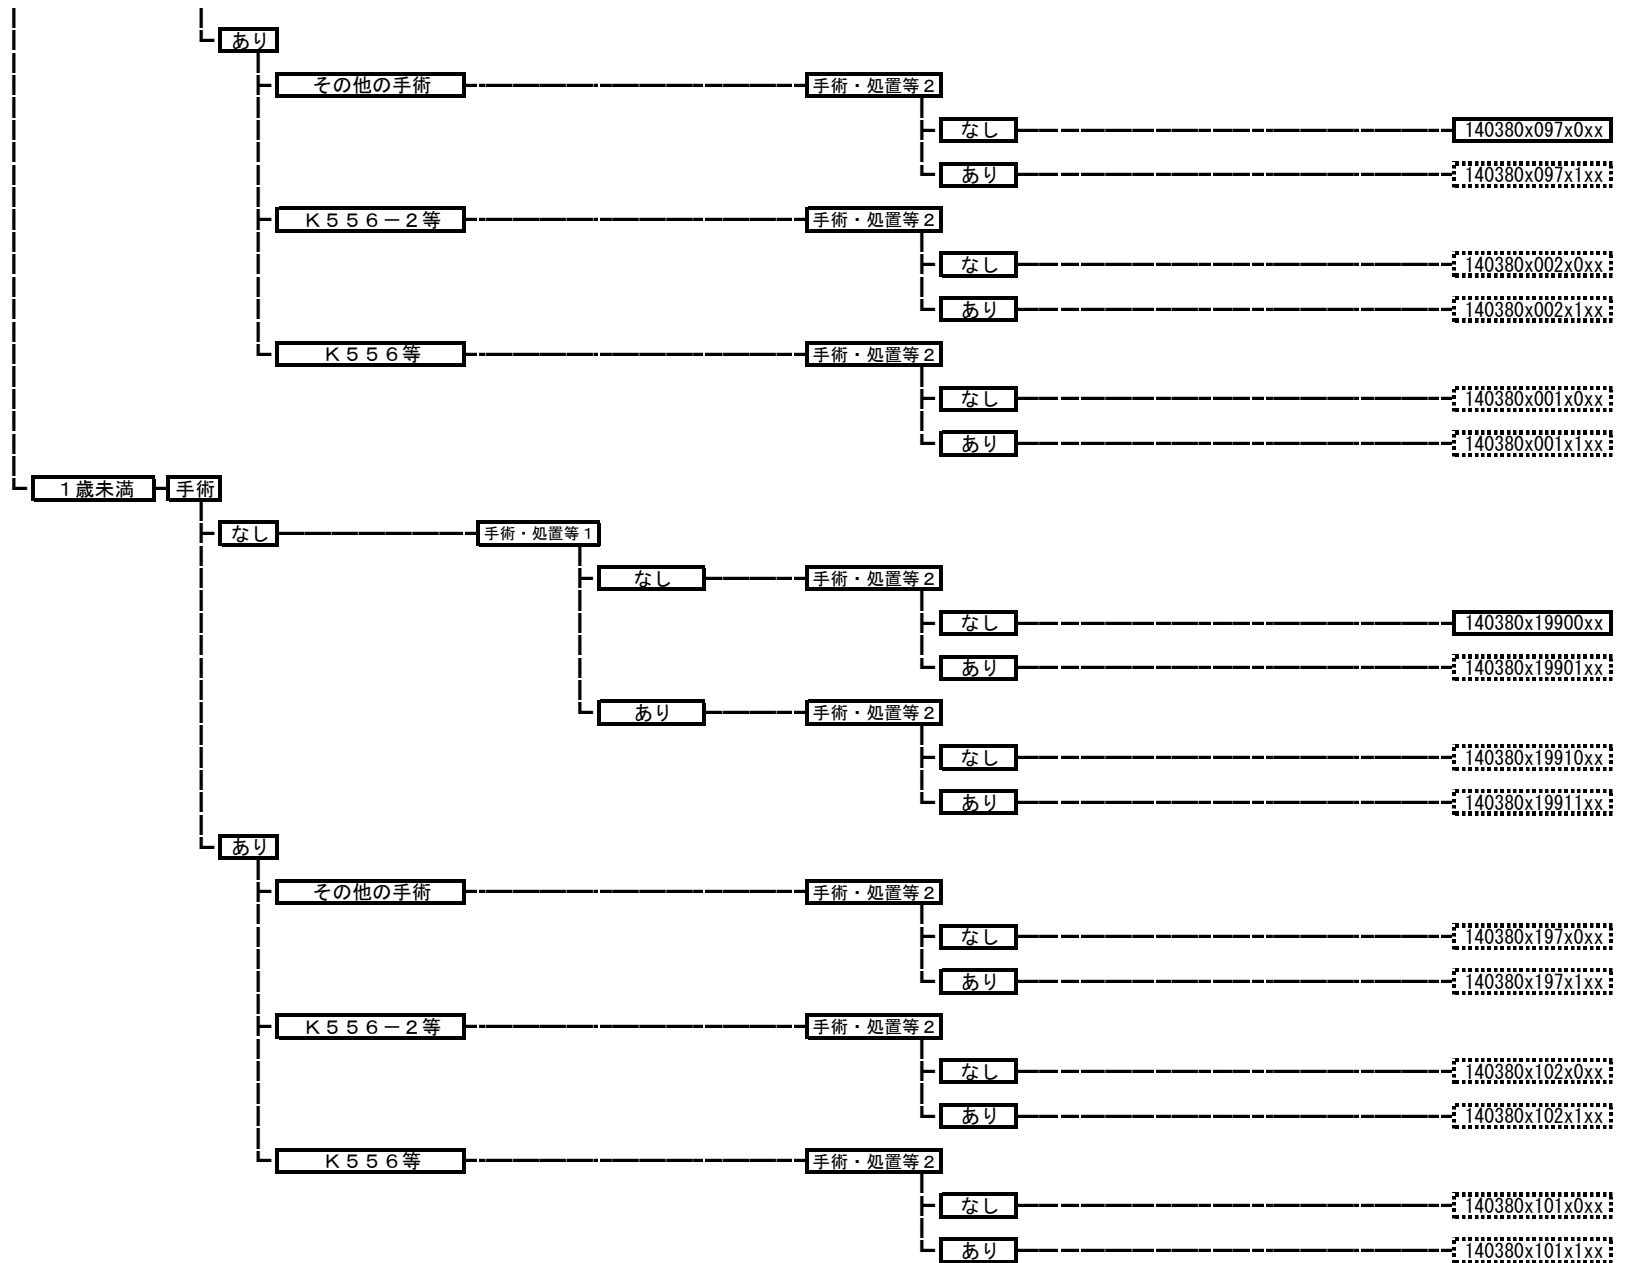 あり
その他の手術 手術・処置等2
なし 140380x097x0xx
あり 140380x097x1xx
K556-2等 手術・処置等2
なし 140380x002x0xx
あり 140380x002x1xx
K556等 手術・処置等2
なし 140380x001x0xx
あり 140380x001x1xx
1歳未満 手術
なし 手術・処置等1
なし 手術・処置等2
なし 140380x19900xx
あり 140380x19901xx
あり 手術・処置等2
なし 140380x19910xx
あり 140380x19911xx
あり
その他の手術 手術・処置等2
なし 140380x197x0xx
あり 140380x197x1xx
K556-2等 手術・処置等2
なし 140380x102x0xx
あり 140380x102x1xx
K556等 手術・処置等2
なし 140380x101x0xx
あり 140380x101x1xx